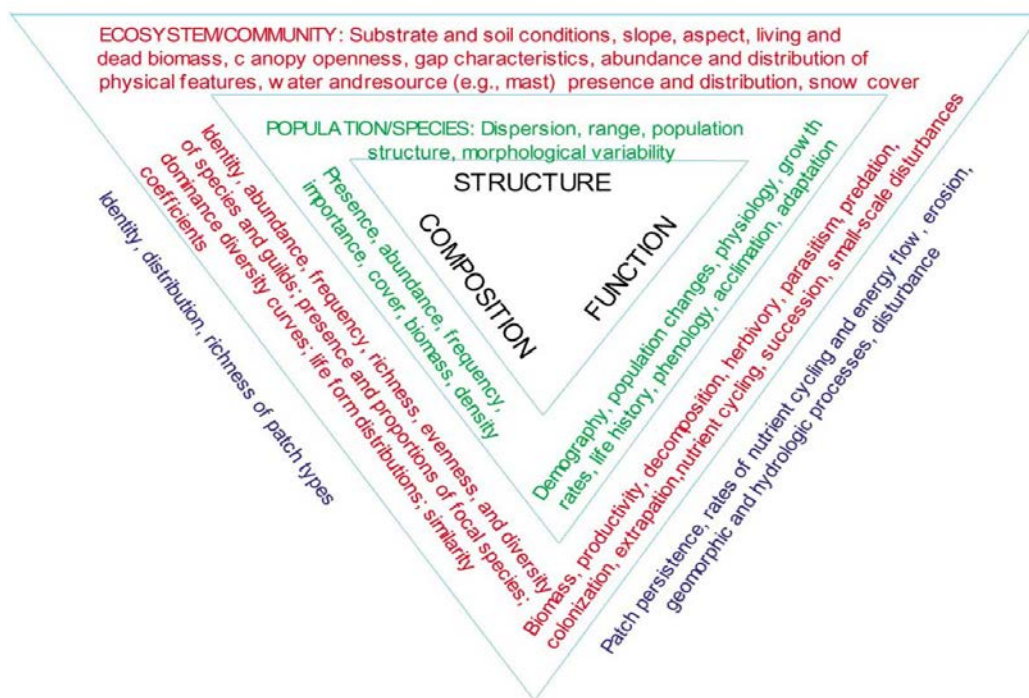 ECOSYSTEM/COMMUNITY: Substrate and soil conditions, slope, aspect, living and
dead biomass, c anopy openness, gap characteristics, abundance and distribution of
physical features, w ater andresource (e.g., mast) presence and distribution, snow cover
POPULATION/SPECIES: Dispersion, range, population
structure, morphological variability
STRUCTURE
COMPOSITION
FUNCTION
Presence, abundance, frequency,
importance, cover, biomass, density
Identity, abundance, frequency, richness, evenness, and diversity
of species and guilds; presence and proportions of focal species;
dominance diversity curves; life form distributions; similarity
coefficients
Identity, distribution, richness of patch types
Demography, population changes, physiology, growth
rates, life history, phenology, acclimation, adaptation
Biomass, productivity, decomposition, herbivory, parasitism, predation,
colonization, extrapation,nutrient cycling, succession, small-scale disturbances
Patch persistence, rates of nutrient cycling and energy flow , erosion,
geomorphic and hydrologic processes, disturbance